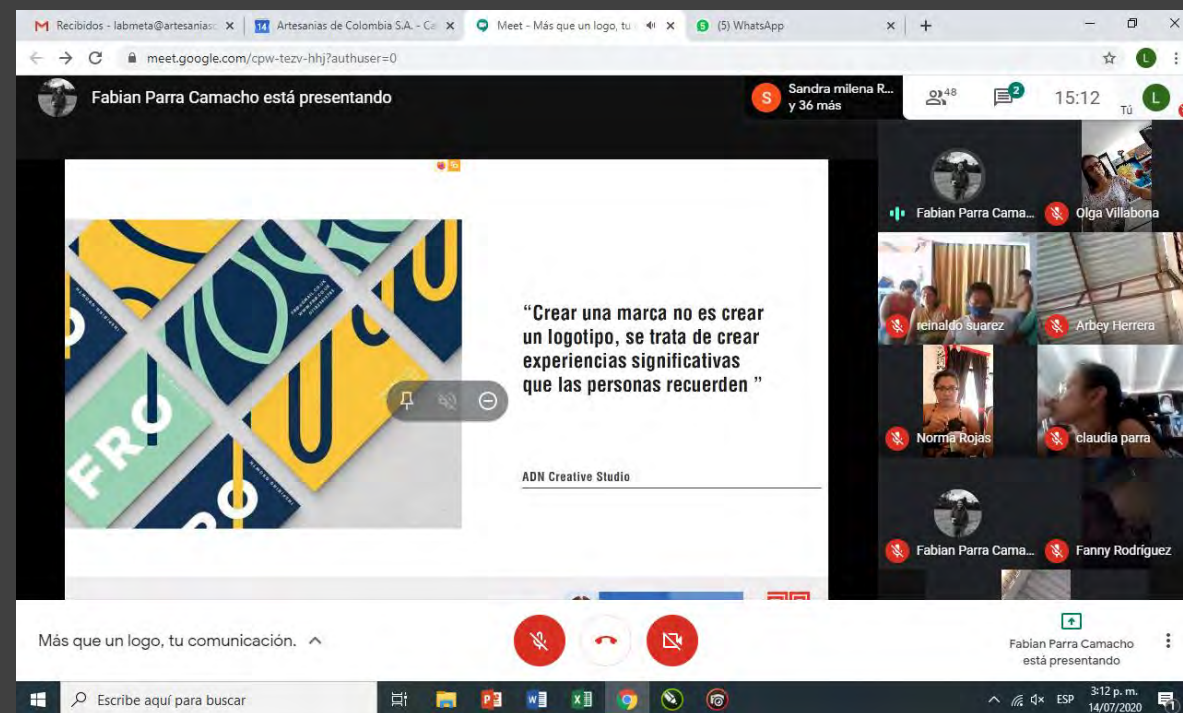 Recibidos - labmeta@artesanias
14
Artesanias de Colombia S.A. - Ca
Meet - Más que un logo, tu
(5) WhatsApp
meet.google.com/cpw-tezv-hhj?authuser=0
L
Fabian Parra Camacho está presentando
S
Sandra milena R...
y 36 más
48
2
15:12
Tú
L
“Crear una marca no es crear
un logotipo, se trata de crear
experiencias significativas
que las personas recuerden ”
ADN Creative Studio
FRO
Fabian Parra Cama...
Olga Villabona
reinaldo suarez
Arbey Herrera
Norma Rojas
claudia parra
Fabian Parra Cama...
Fanny Rodríguez
Más que un logo, tu comunicación.
Fabian Parra Camacho
está presentando
Escribe aquí para buscar
ESP
3:12 p. m.
14/07/2020